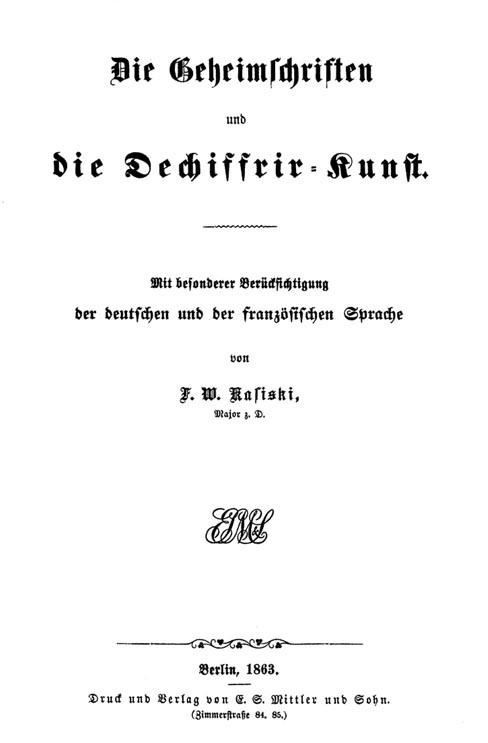 Die Geheimschriften
und
die Dechiffrir-Kunst.
Mit besonderer Berücksichtigung
der deutschen und der französischen Sprache
von
F. W. Kasiski,
Major z. D.
Berlin, 1863.
Druck und Verlag von E. S. Mittler und Sohn.
(Zimmerstraße 84. 85.)